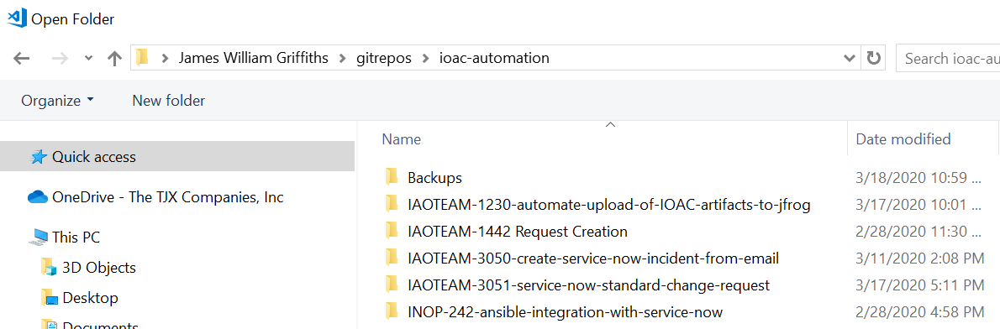 Open Folder
James William Griffiths > gitrepos > ioac-automation
Search ioac-au
Organize
New folder
Name
Date modified
Quick access
OneDrive - The TJX Companies, Inc
This PC
3D Objects
Desktop
Documents
Backups 3/18/2020 10:59 ...
IAOTEAM-1230-automate-upload-of-IOAC-artifacts-to-jfrog 3/17/2020 10:01 ...
IAOTEAM-1442 Request Creation 2/28/2020 11:30 ...
IAOTEAM-3050-create-service-now-incident-from-email 3/11/2020 2:08 PM
IAOTEAM-3051-service-now-standard-change-request 3/17/2020 5:11 PM
INOP-242-ansible-integration-with-service-now 2/28/2020 4:58 PM